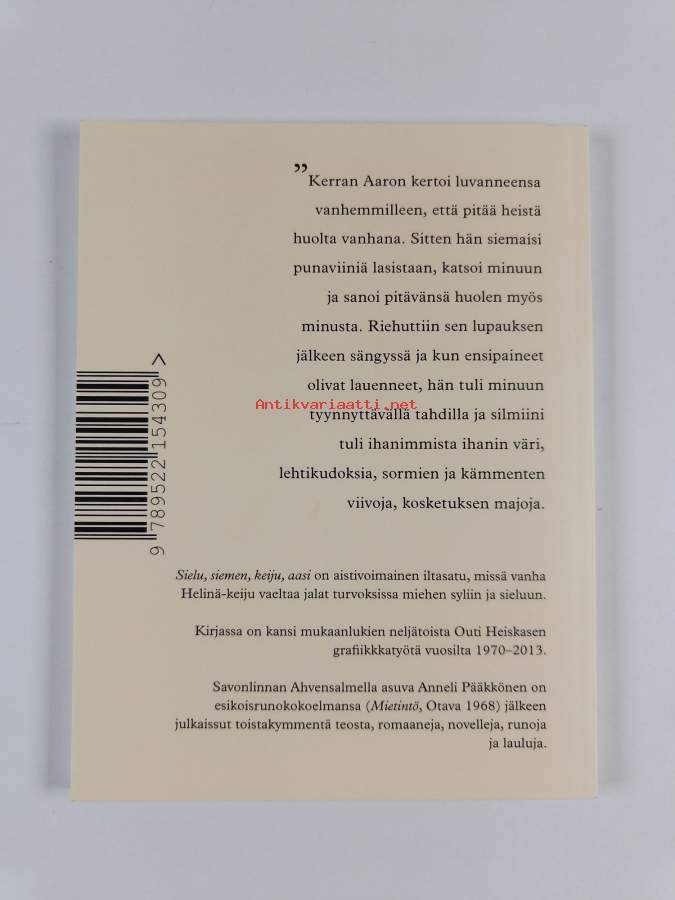 ”Kerran Aaron kertoi luvanneensa
vanhemmilleen, että pitää heistä
huolta vanhana. Sitten hän siemaisi
punaviiniä lasistaan, katsoi minuun
ja sanoi pitävänsä huolen myös
minusta. Riehuttiin sen lupauksen
jälkeen sängyssä ja kun ensipaineet
olivat lauenneet, hän tuli minuun
Antikvariaatti.net
tyynnyttävällä tahdilla ja silmiini
tuli ihanimmista ihanin väri,
lehtikudoksia, sormien ja kämmenten
viivoja, kosketuksen majoja.
9 789522 154309 >
Sielu, siemen, keiju, aasi on aistivoimainen iltasatu, missä vanha
Helinä-keiju vaeltaa jalat turvoksissa miehen syliin ja sieluun.
Kirjassa on kansi mukaanlukien neljätoista Outi Heiskasen
grafiikkkatyötä vuosilta 1970–2013.
Savonlinnan Ahvensalmella asuva Anneli Pääkkönen on
esikoisrunokokoelmansa (Mietintö, Otava 1968) jälkeen
julkaissut toistakymmentä teosta, romaaneja, novelleja, runoja
ja lauluja.